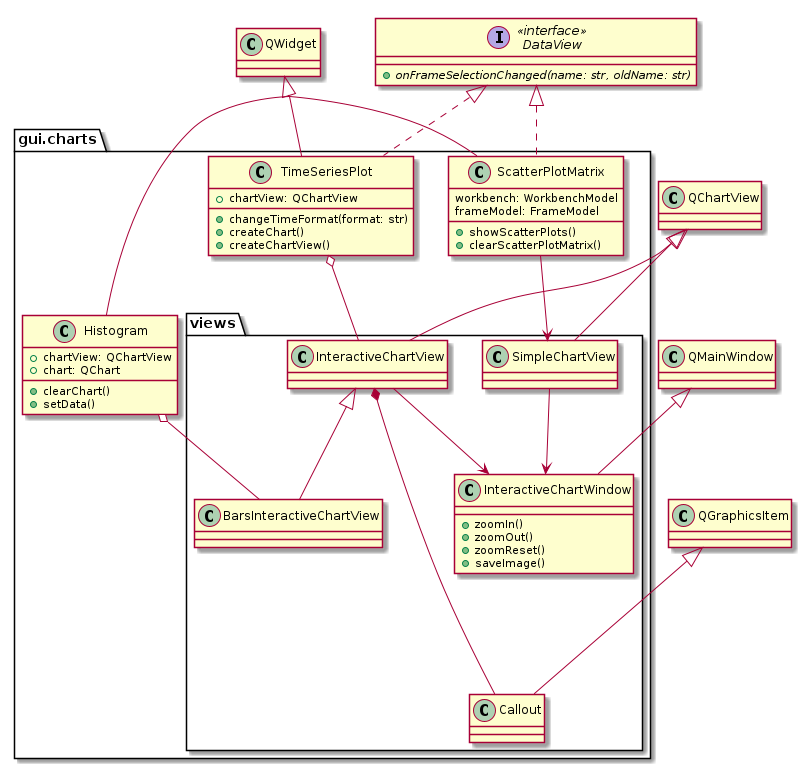 C QWidget
I «interface»
DataView
onFrameSelectionChanged(name: str, oldName: str)
gui.charts
C TimeSeriesPlot
chartView: QChartView
changeTimeFormat(format: str)
createChart()
createChartView()
C ScatterPlotMatrix
workbench: WorkbenchModel
frameModel: FrameModel
showScatterPlots()
clearScatterPlotMatrix()
C QChartView
C Histogram
chartView: QChartView
chart: QChart
clearChart()
setData()
views
C InteractiveChartView
C SimpleChartView
C QMainWindow
C BarsInteractiveChartView
C InteractiveChartWindow
zoomIn()
zoomOut()
zoomReset()
saveImage()
C QGraphicsItem
C Callout